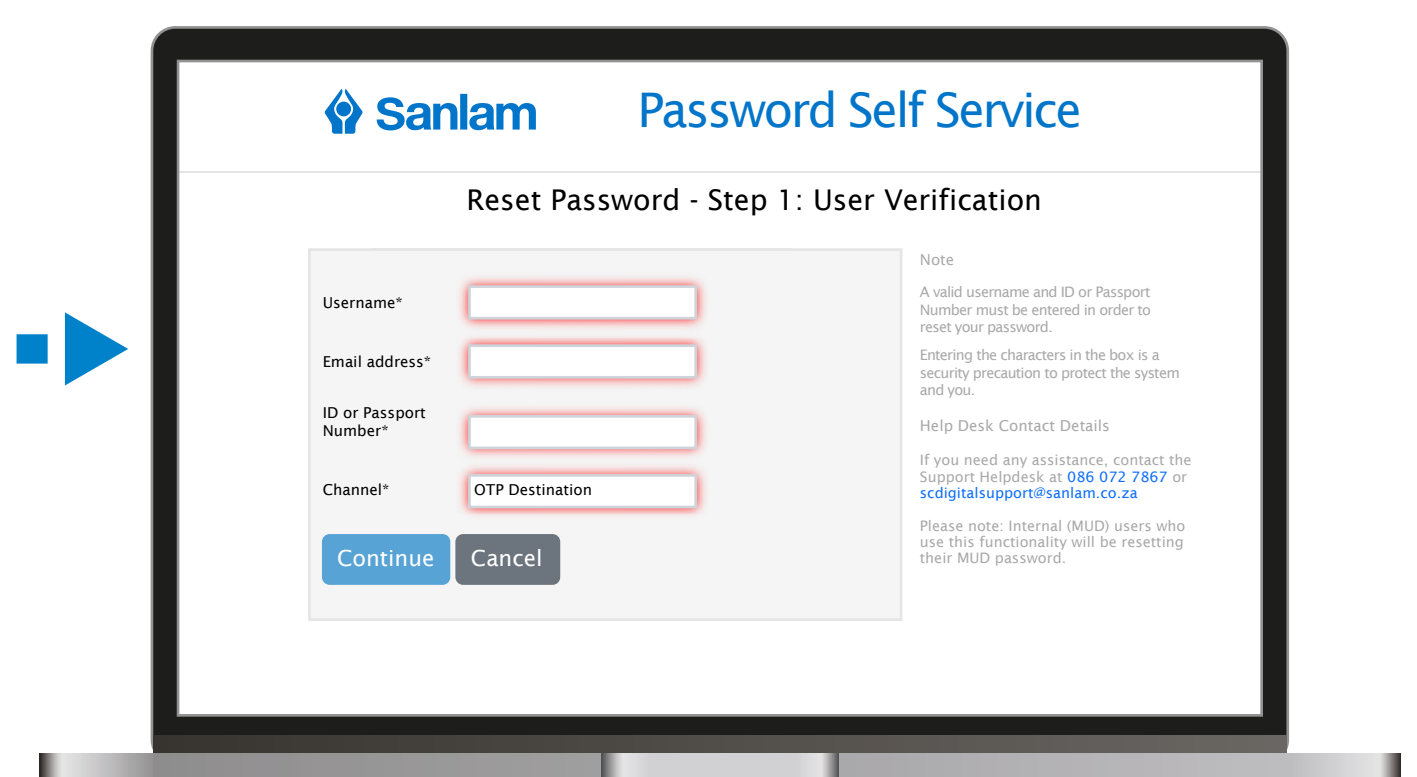 Sanlam
Password Self Service
Reset Password - Step 1: User Verification
Username*
Email address*
ID or Passport
Number*
Channel*
OTP Destination
Continue
Cancel
Note
A valid username and ID or Passport
Number must be entered in order to
reset your password.
Entering the characters in the box is a
security precaution to protect the system
and you.
Help Desk Contact Details
If you need any assistance, contact the
Support Helpdesk at 086 072 7867 or
scdigitalsupport@sanlam.co.za
Please note: Internal (MUD) users who
use this functionality will be resetting
their MUD password.